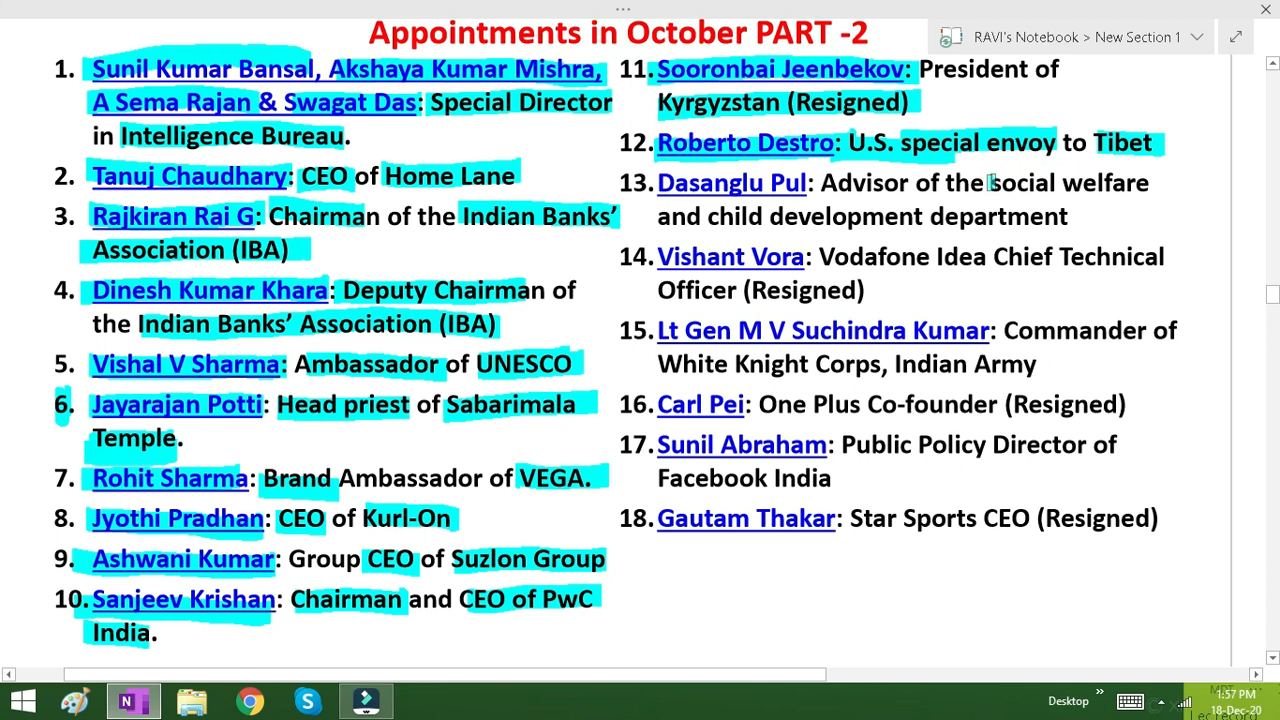 RAVI's Notebook > New Section 1
Appointments in October PART -2
1. Sunil Kumar Bansal, Akshaya Kumar Mishra,
A Sema Rajan & Swagat Das: Special Director
in Intelligence Bureau.
2. Tanuj Chaudhary: CEO of Home Lane
3. Rajkiran Rai G: Chairman of the Indian Banks’
Association (IBA)
4. Dinesh Kumar Khara: Deputy Chairman of
the Indian Banks’ Association (IBA)
5. Vishal V Sharma: Ambassador of UNESCO
6. Jayarajan Potti: Head priest of Sabarimala
Temple.
7. Rohit Sharma: Brand Ambassador of VEGA.
8. Jyothi Pradhan: CEO of Kurl-On
9. Ashwani Kumar: Group CEO of Suzlon Group
10. Sanjeev Krishan: Chairman and CEO of PwC
India.
11. Sooronbai Jeenbekov: President of
Kyrgyzstan (Resigned)
12. Roberto Destro: U.S. special envoy to Tibet
13. Dasanglu Pul: Advisor of the social welfare
and child development department
14. Vishant Vora: Vodafone Idea Chief Technical
Officer (Resigned)
15. Lt Gen M V Suchindra Kumar: Commander of
White Knight Corps, Indian Army
16. Carl Pei: One Plus Co-founder (Resigned)
17. Sunil Abraham: Public Policy Director of
Facebook India
18. Gautam Thakar: Star Sports CEO (Resigned)
Desktop
1:57 PM
18-Dec-20